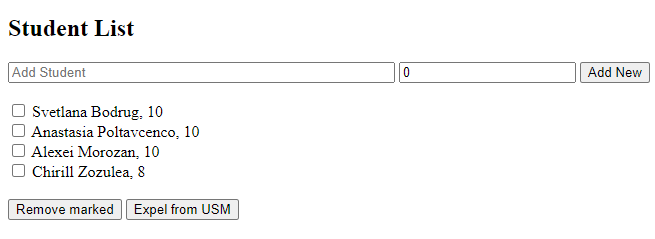 Student List
Add Student 0 Add New
Svetlana Bodrug, 10
Anastasia Poltavcenco, 10
Alexei Morozan, 10
Chirill Zozulea, 8
Remove marked Expel from USM